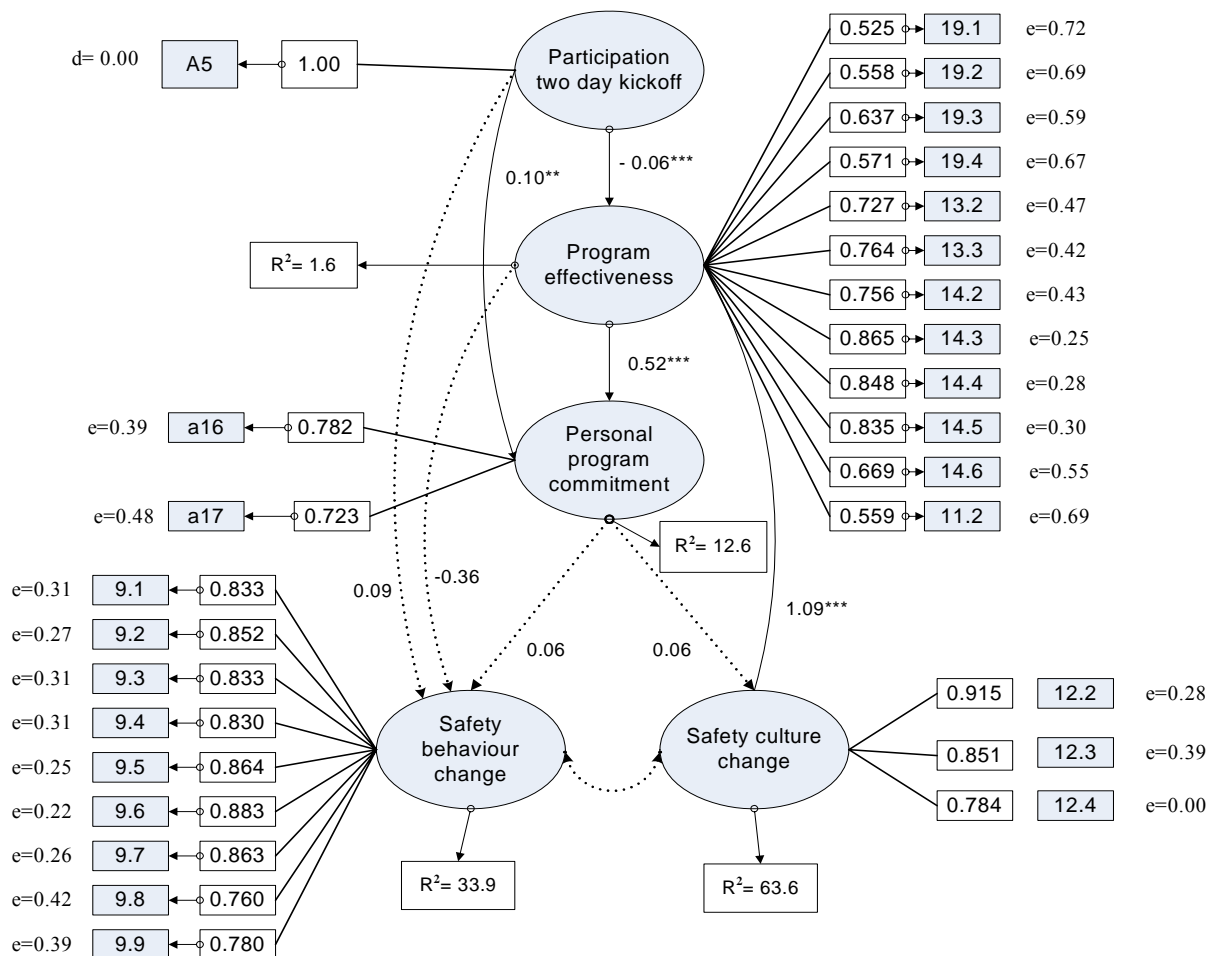 d= 0.00 A5 1.00
Participation
two day kickoff
0.525 19.1 e=0.72
0.558 19.2 e=0.69
0.637 19.3 e=0.59
0.571 19.4 e=0.67
0.727 13.2 e=0.47
0.764 13.3 e=0.42
0.756 14.2 e=0.43
0.865 14.3 e=0.25
0.848 14.4 e=0.28
0.835 14.5 e=0.30
0.669 14.6 e=0.55
0.559 11.2 e=0.69
0.10**
- 0.06***
R²= 1.6
Program
effectiveness
0.52***
e=0.39 a16 0.782
e=0.48 a17 0.723
Personal
program
commitment
R²= 12.6
0.09
-0.36
0.06
0.06
1.09***
e=0.31 9.1 0.833
e=0.27 9.2 0.852
e=0.31 9.3 0.833
e=0.31 9.4 0.830
e=0.25 9.5 0.864
e=0.22 9.6 0.883
e=0.26 9.7 0.863
e=0.42 9.8 0.760
e=0.39 9.9 0.780
Safety
behaviour
change
R²= 33.9
Safety culture
change
R²= 63.6
0.915 12.2 e=0.28
0.851 12.3 e=0.39
0.784 12.4 e=0.00